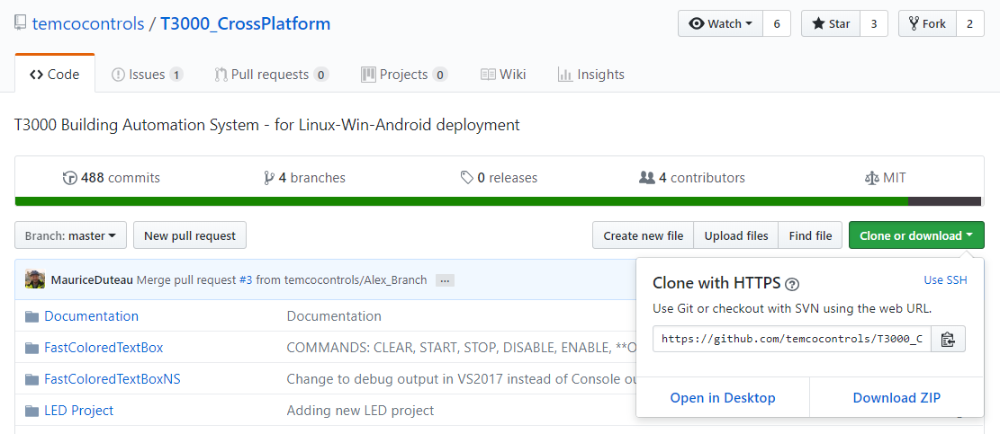 temcocontrols / T3000_CrossPlatform
Watch 6 Star 3 Fork 2
Code Issues 1 Pull requests 0 Projects 0 Wiki Insights
T3000 Building Automation System - for Linux-Win-Android deployment
488 commits 4 branches 0 releases 4 contributors MIT
Branch: master New pull request Create new file Upload files Find file Clone or download
MauriceDuteau Merge pull request #3 from temcocontrols/Alex_Branch ...
Documentation Documentation
FastColoredTextBox COMMANDS: CLEAR, START, STOP, DISABLE, ENABLE, **O
FastColoredTextBoxNS Change to debug output in VS2017 instead of Console ou
LED Project Adding new LED project
Clone with HTTPS ? Use SSH
Use Git or checkout with SVN using the web URL.
https://github.com/temcocontrols/T3000_C
Open in Desktop Download ZIP